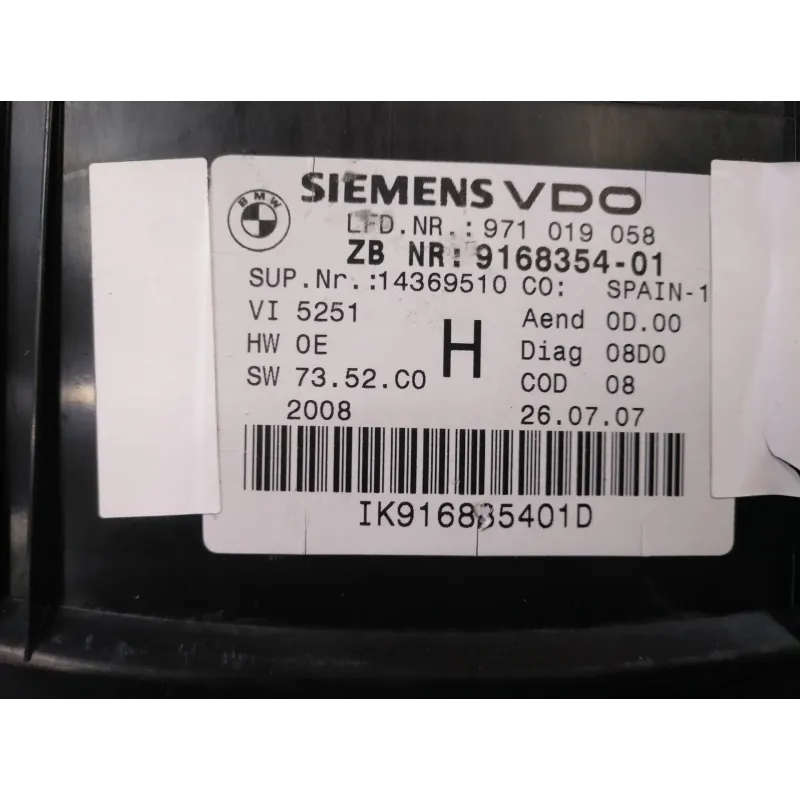 BMW
SIEMENS VDO
LFD.NR.: 971 019 058
ZB NR: 9168354-01
SUP.Nr.:14369510 CO: SPAIN-1
VI 5251 Aend 0D.00
HW 0E H Diag 08D0
SW 73.52.C0 COD 08
2008 26.07.07
IK916835401D